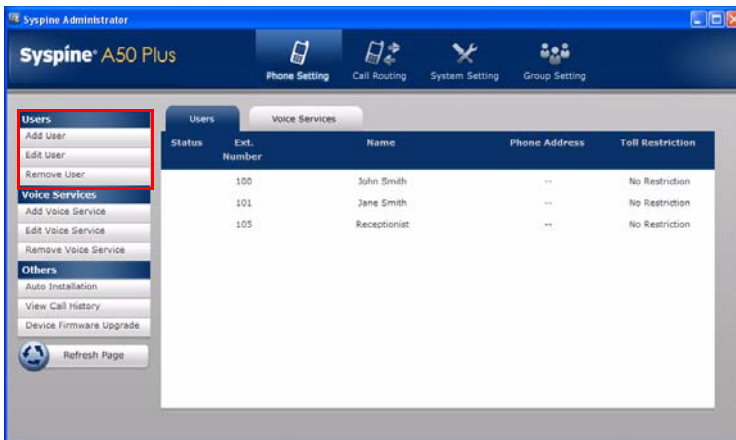 Syspine Administrator
Syspine® A50 Plus
Phone Setting
Call Routing
System Setting
Group Setting
Users
Add User
Edit User
Remove User
Voice Services
Add Voice Service
Edit Voice Service
Remove Voice Service
Others
Auto Installation
View Call History
Device Firmware Upgrade
Refresh Page
Users Voice Services
Status Ext. Number Name Phone Address Toll Restriction
100 John Smith -- No Restriction
101 Jane Smith -- No Restriction
105 Receptionist -- No Restriction